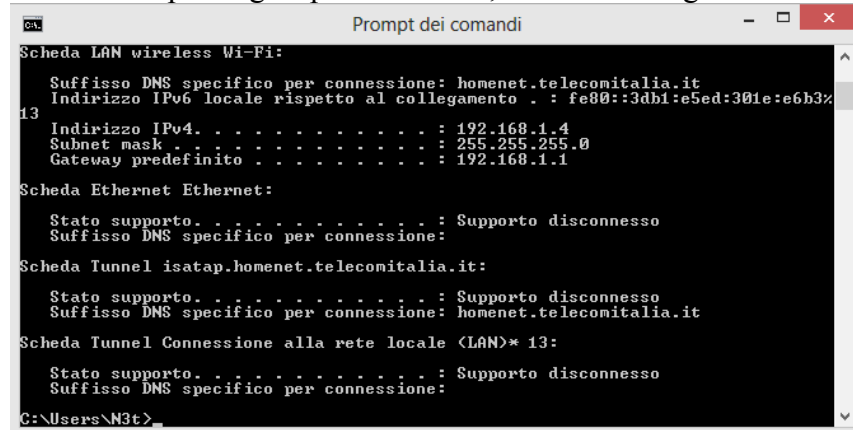 Prompt dei comandi
Scheda LAN wireless Wi-Fi:
Suffisso DNS specifico per connessione: homenet.telecomitalia.it
Indirizzo IPv6 locale rispetto al collegamento . : fe80::3db1:e5ed:301e:e6b3%
13
Indirizzo IPv4. . . . . . . . . . . . : 192.168.1.4
Subnet mask . . . . . . . . . . . . . : 255.255.255.0
Gateway predefinito . . . . . . . . . : 192.168.1.1
Scheda Ethernet Ethernet:
Stato supporto. . . . . . . . . . . . : Supporto disconnesso
Suffisso DNS specifico per connessione:
Scheda Tunnel isatap.homenet.telecomitalia.it:
Stato supporto. . . . . . . . . . . . : Supporto disconnesso
Suffisso DNS specifico per connessione: homenet.telecomitalia.it
Scheda Tunnel Connessione alla rete locale (LAN)* 13:
Stato supporto. . . . . . . . . . . . : Supporto disconnesso
Suffisso DNS specifico per connessione:
C:\Users\N3t>_